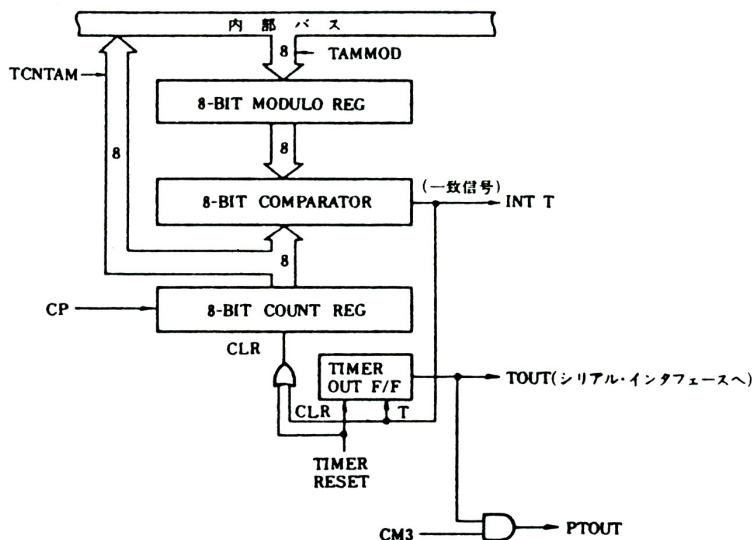 内部バス
8
TAMMOD
TCNTAM
8-BIT MODULO REG
8
8
(一致信号)
8-BIT COMPARATOR
INT T
8
CP
8-BIT COUNT REG
CLR
TIMER
OUT F/F
TOUT(シリアル・インタフェースへ)
CLR
T
TIMER
RESET
CM3
PTOUT